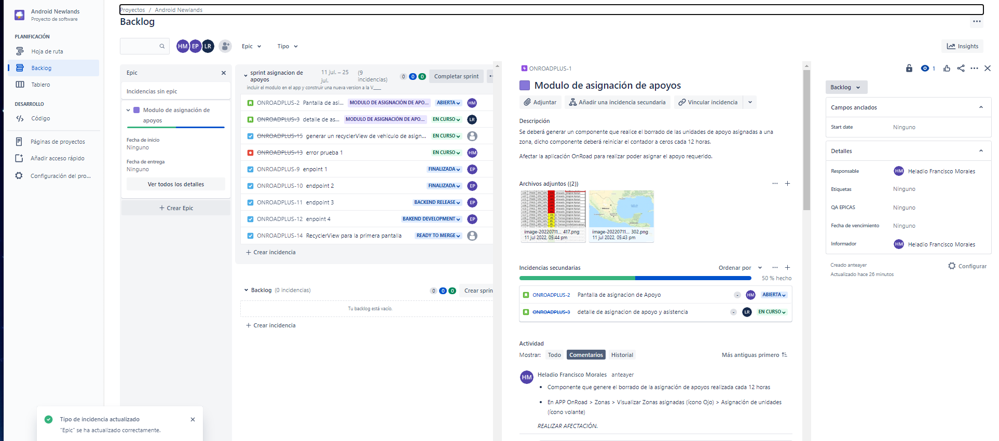 Android Newlands
Proyecto de software
PLANIFICACIÓN
Hoja de ruta
Backlog
Tablero
DESARROLLO
Código
Páginas de proyectos
Añadir acceso rápido
Configuración del pro...
Proyectos / Android Newlands
Backlog
HM EP LR
Epic
Tipo
Insights
Epic
Incidencias sin epic
Modulo de asignación de
apoyos
Fecha de inicio
Ninguno
Fecha de entrega
Ninguno
Ver todos los detalles
+ Crear Epic
sprint asignacion de
apoyos
11 jul. – 25
jul.
(9
incidencias)
0 0 0
Completar sprint
incluir el modulo en el app y construir una nueva version a la V___
ONROADPLUS-2 Pantalla de asi... MODULO DE ASIGNACIÓN DE APO... ABIERTA HM
ONROADPLUS-3 detalle de as... MODULO DE ASIGNACIÓN DE APO... EN CURSO LR
ONROADPLUS-15 generar un recyclerView de vehiculo de asign... EN CURSO
ONROADPLUS-13 error prueba 1 EN CURSO HM
ONROADPLUS-9 enpoint 1 FINALIZADA EP
ONROADPLUS-10 endpoint 2 FINALIZADA EP
ONROADPLUS-11 endpoint 3 BACKEND RELEASE EP
ONROADPLUS-12 enpoint 4 BAKEND DEVELOPMENT EP
ONROADPLUS-14 RecyclerView para la primera pantalla READY TO MERGE
+ Crear incidencia
Backlog (0 incidencias)
0 0 0
Crear sprin
Tu backlog está vacío.
+ Crear incidencia
ONROADPLUS-1
Modulo de asignación de apoyos
Adjuntar
Añadir una incidencia secundaria
Vincular incidencia
Descripción
Se deberá generar un componente que realice el borrado de las unidades de apoyo asignadas a una
zona, dicho componente deberá reiniciar el contador a ceros cada 12 horas.
Afectar la aplicación OnRoad para realizar poder asignar el apoyo requerido.
Archivos adjuntos ((2))
image-20220711... 417.png
11 jul 2022, 05:44 pm
image-20220711... 302.png
11 jul 2022, 05:43 pm
Incidencias secundarias
Ordenar por
50 % hecho
ONROADPLUS-2 Pantalla de asignacion de Apoyo - HM ABIERTA
ONROADPLUS-3 detalle de asignacion de apoyo y asistencia - LR EN CURSO
Actividad
Mostrar: Todo Comentarios Historial
Más antiguas primero
HM Heladio Francisco Morales anteayer
• Componente que genere el borrado de la asignación de apoyos realizada cada 12 horas
• En APP OnRoad > Zonas > Visualizar Zonas asignadas (ícono Ojo) > Asignación de unidades
(ícono volante)
REALIZAR AFECTACIÓN.
1
Backlog
Campos anclados
Start date Ninguno
Detalles
Responsable HM Heladio Francisco Morales
Etiquetas Ninguno
QA EPICAS Ninguno
Fecha de vencimiento Ninguno
Informador HM Heladio Francisco Morales
Creado anteayer
Actualizado hace 26 minutos
Configurar
Tipo de incidencia actualizado
"Epic" se ha actualizado correctamente.